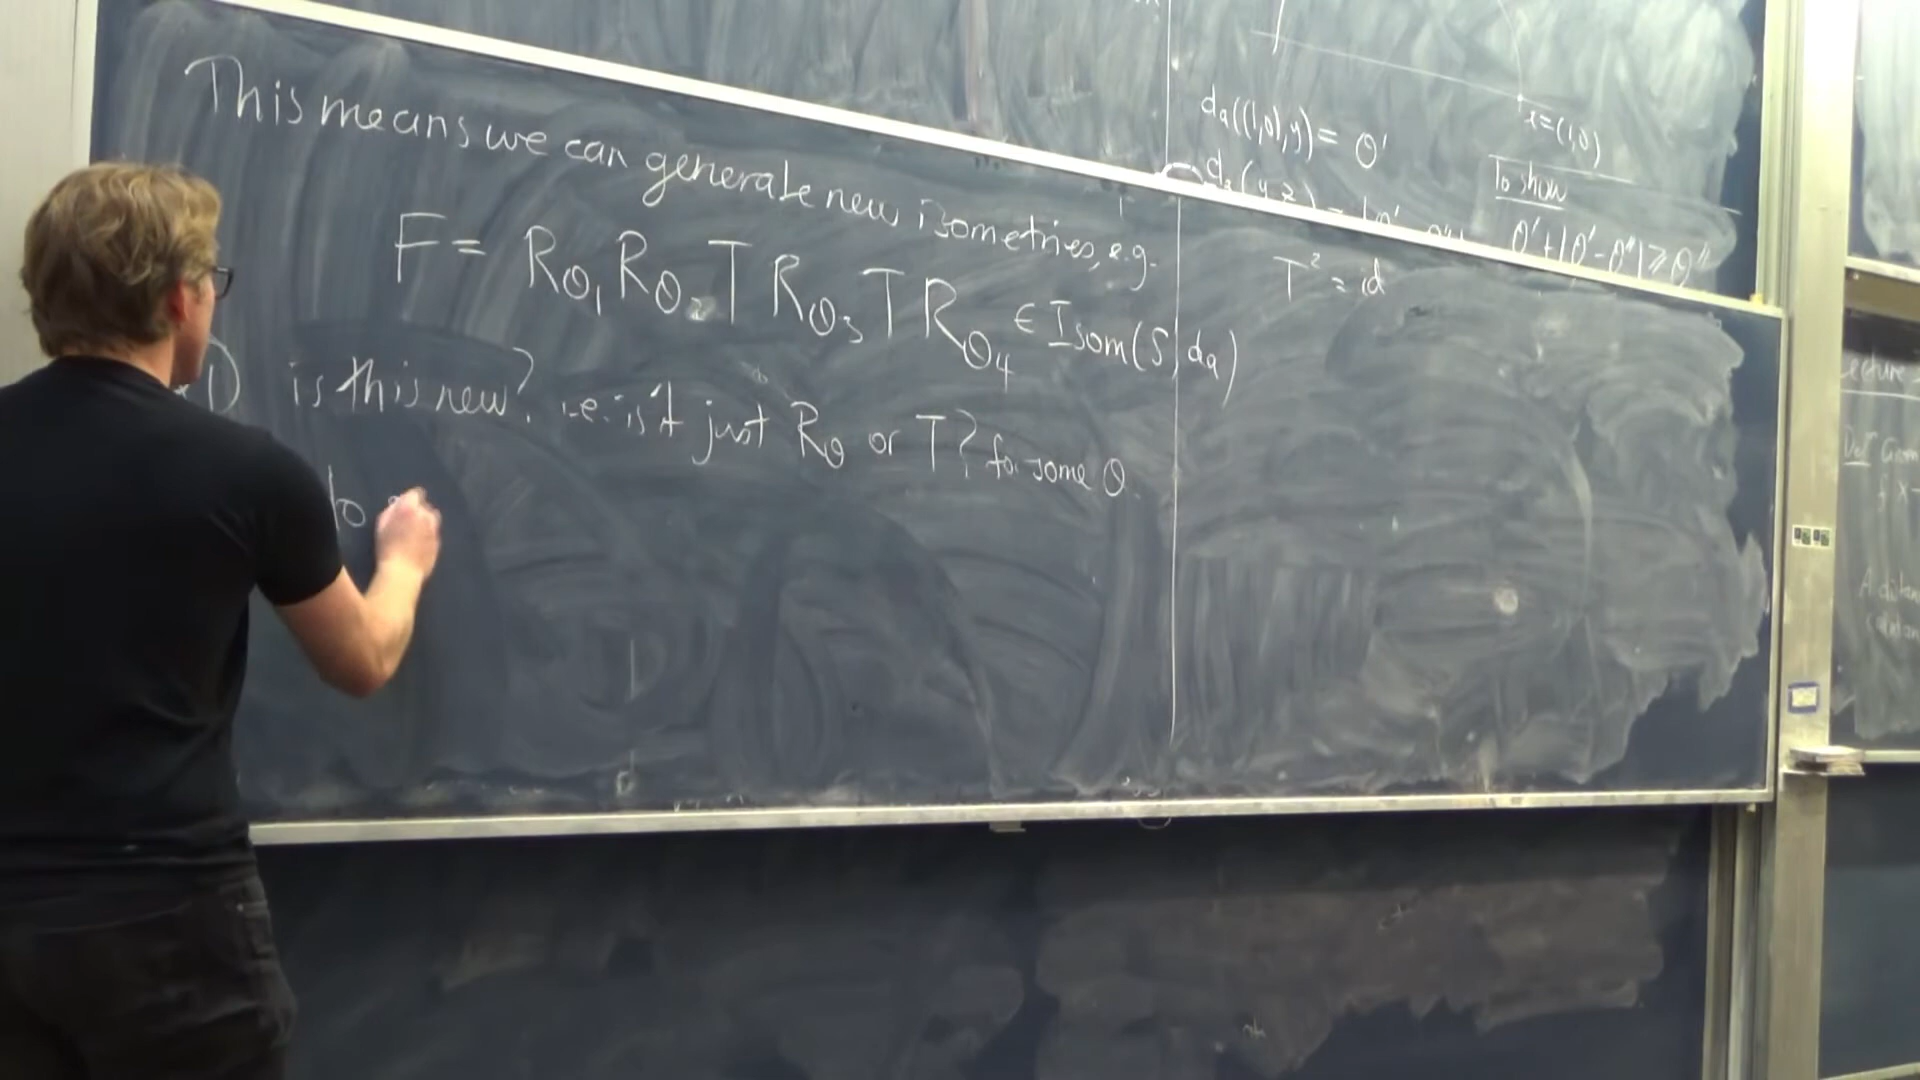 This means we can generate new isometries, e.g.
F = Rθ₁ Rθ₂ T Rθ₃ T Rθ₄ ∈ Isom(S', da)
1) is this new? i.e. is it just Rθ or T? for some θ
T² = id
da((1,0),y) = θ'
x=(1,0)
To show
θ'+|θ'-θ''| ≥ θ''